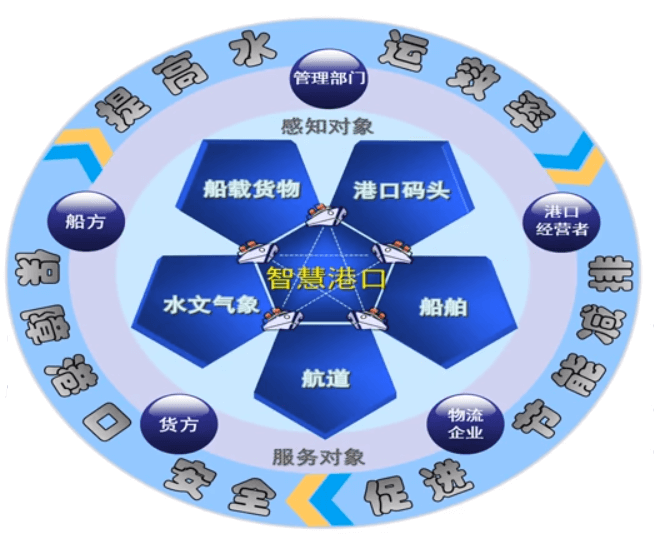 提高水运效率
管理部门
感知对象
船载货物
港口码头
船方
港口
经营者
智慧港口
水文气象
船舶
航道
货方
物流
企业
服务对象
保障港口安全
促进节能减排